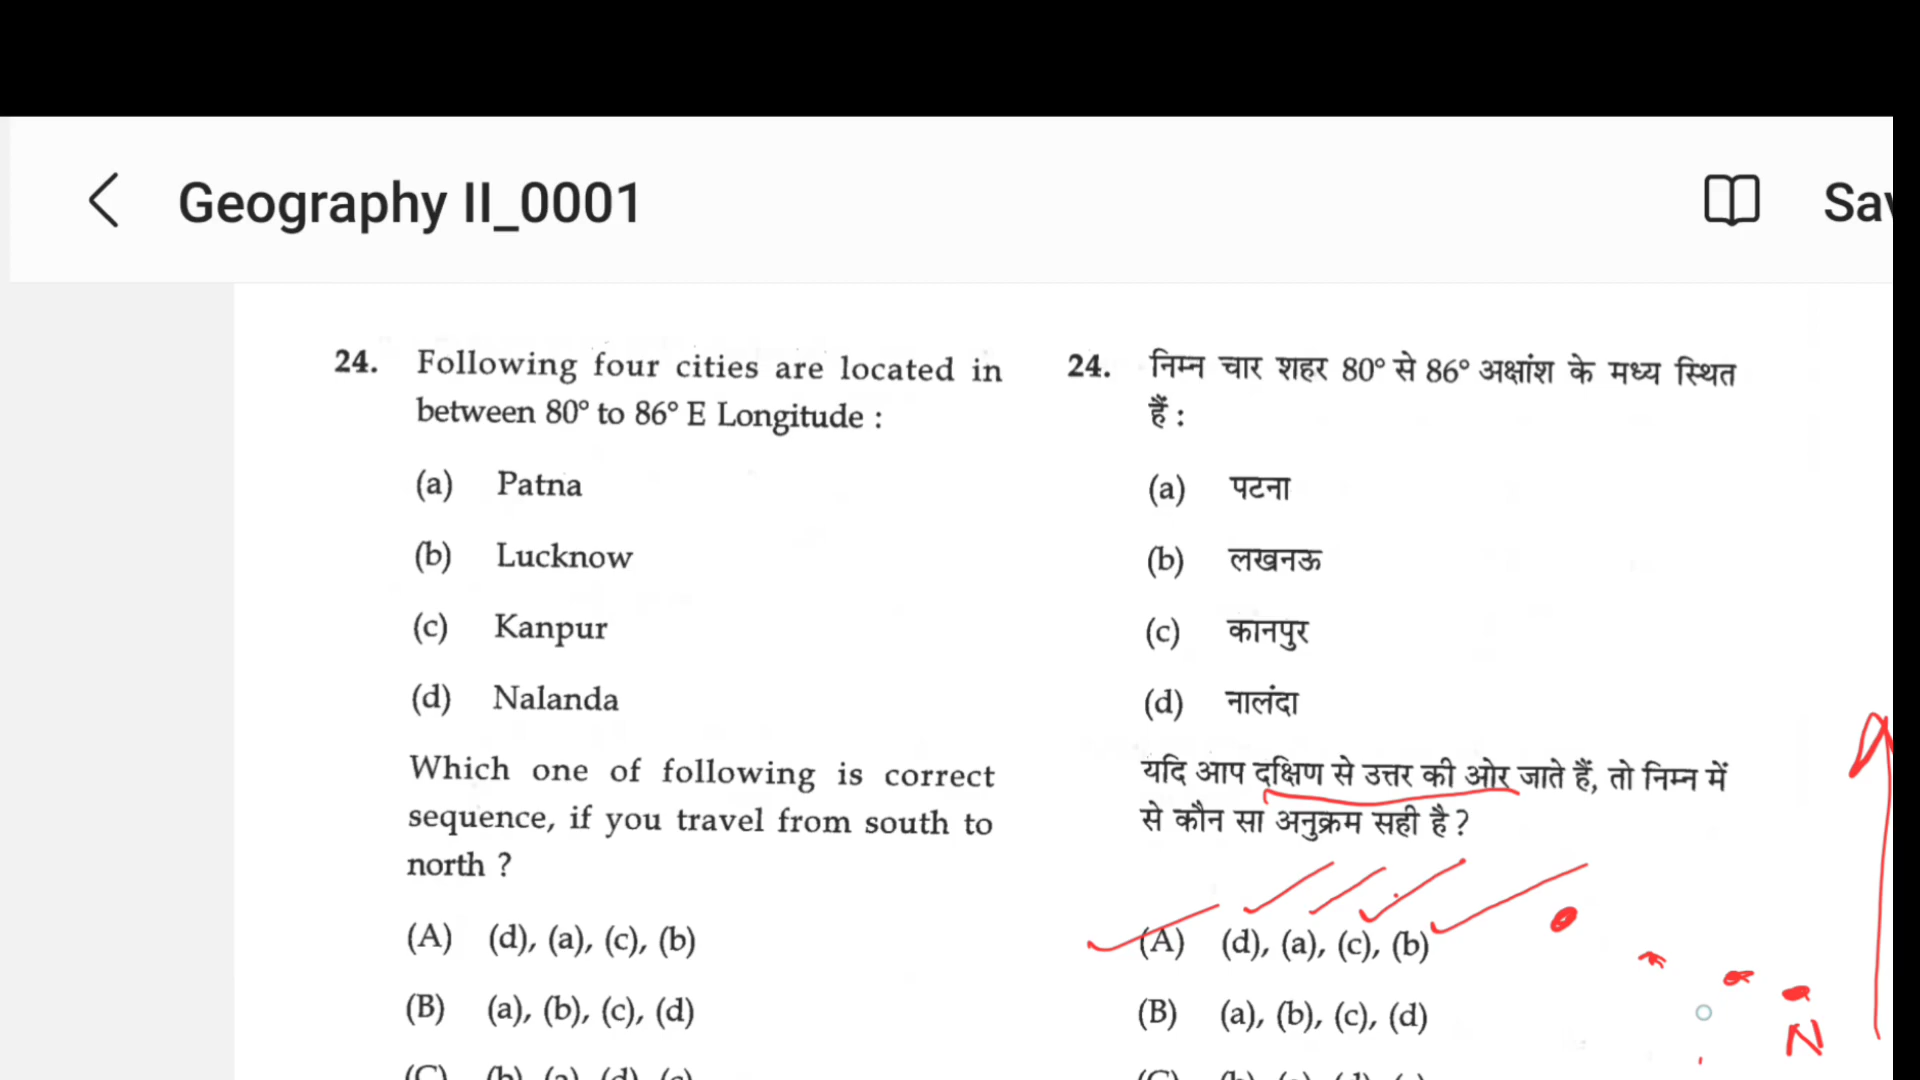 Geography II_0001
Sav
24. Following four cities are located in
between 80° to 86° E Longitude :
(a) Patna
(b) Lucknow
(c) Kanpur
(d) Nalanda
Which one of following is correct
sequence, if you travel from south to
north ?
(A) (d), (a), (c), (b)
(B) (a), (b), (c), (d)
(C) (b), (a), (d), (c)
24. निम्न चार शहर 80° से 86° अक्षांश के मध्य स्थित
हैं :
(a) पटना
(b) लखनऊ
(c) कानपुर
(d) नालंदा
यदि आप दक्षिण से उत्तर की ओर जाते हैं, तो निम्न में
से कौन सा अनुक्रम सही है ?
(A) (d), (a), (c), (b)
(B) (a), (b), (c), (d)
(C) (b), (a), (d), (c)
N